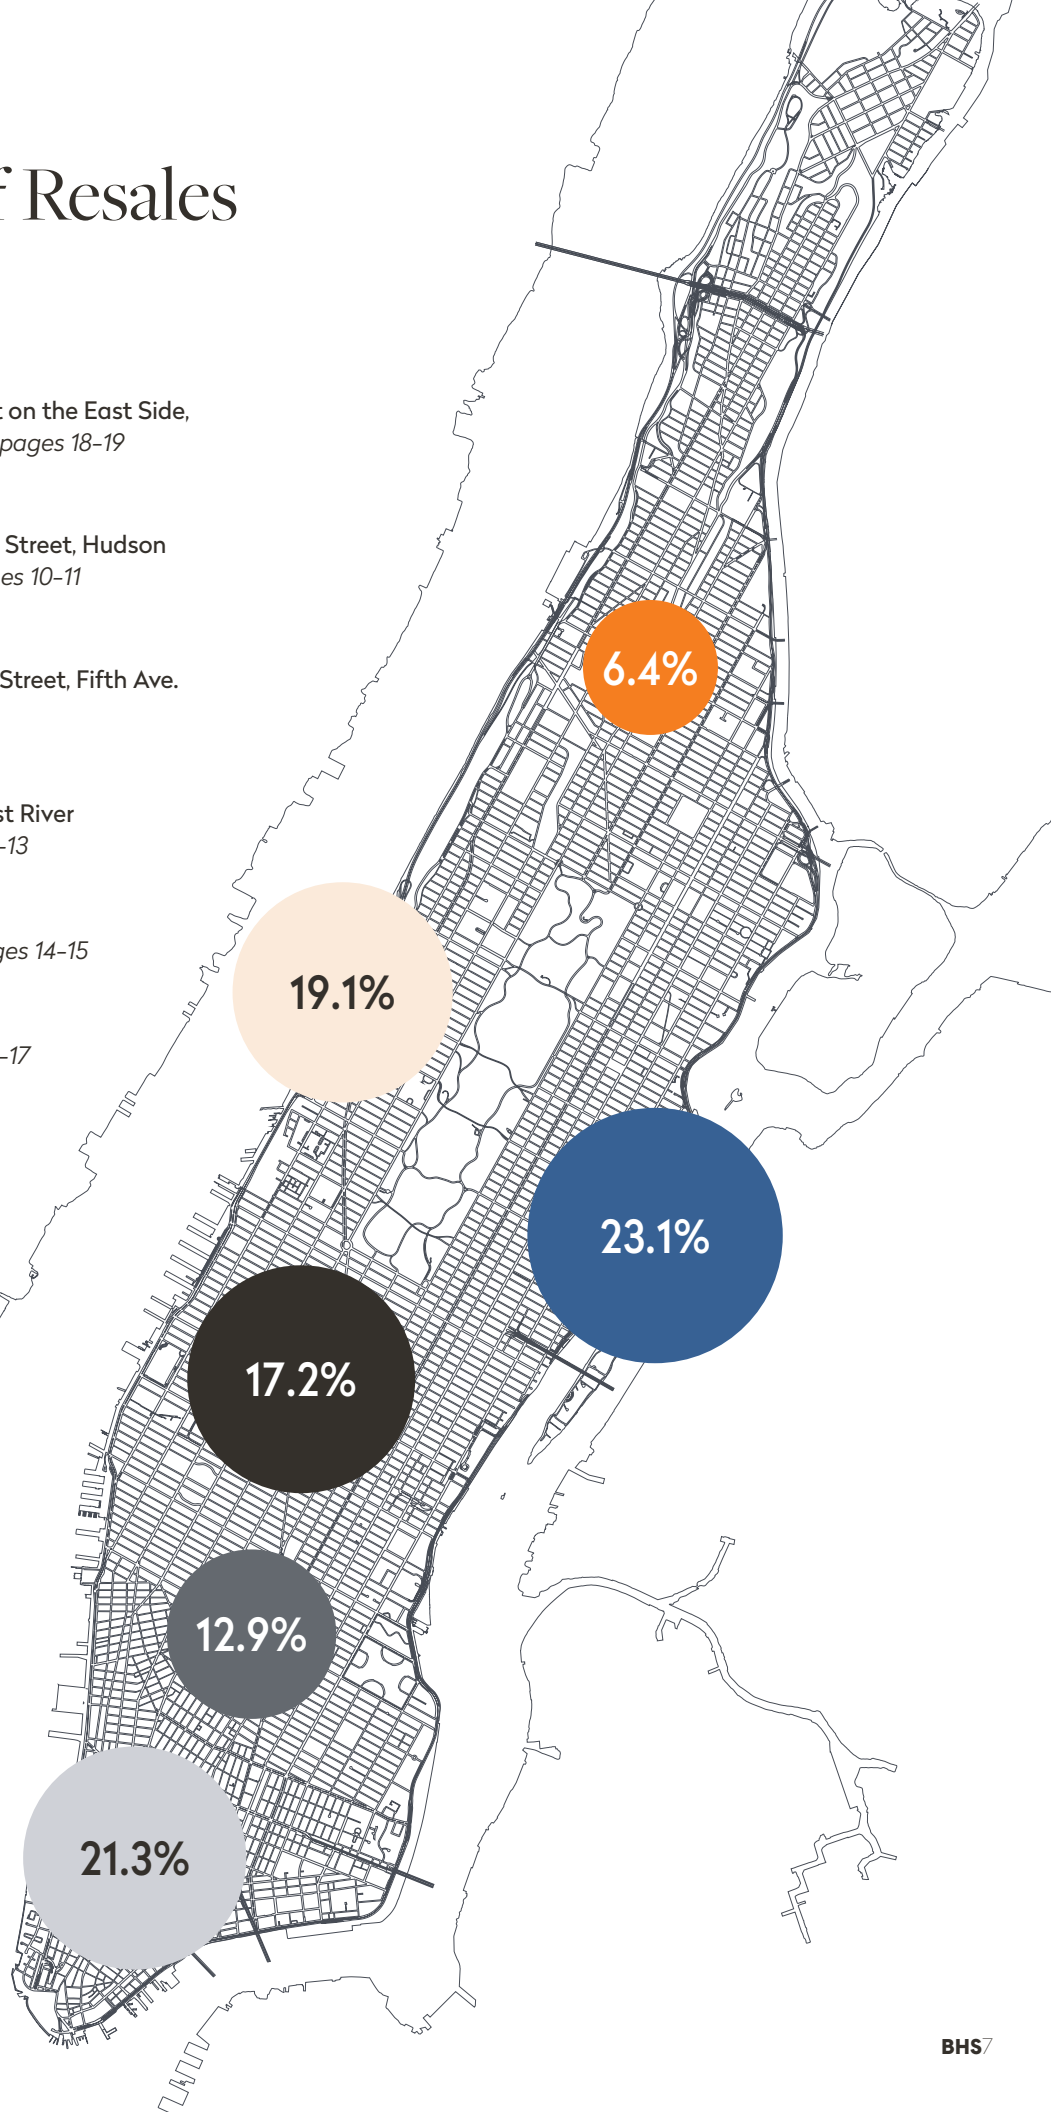 f Resales
t on the East Side,
pages 18-19
Street, Hudson
es 10-11
Street, Fifth Ave.
st River
-13
ges 14-15
-17
6.4%
19.1%
23.1%
17.2%
12.9%
21.3%
BHS7